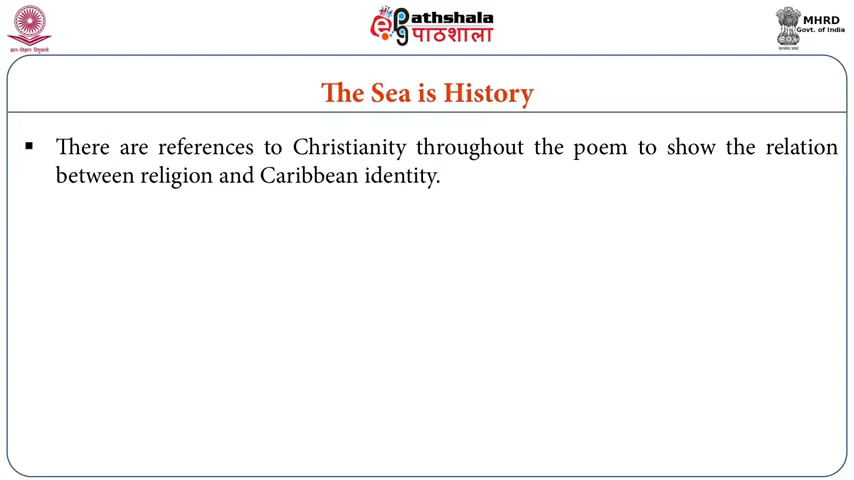 ePathshala
पाठशाला
MHRD
Govt. of India
The Sea is History
▪ There are references to Christianity throughout the poem to show the relation
between religion and Caribbean identity.